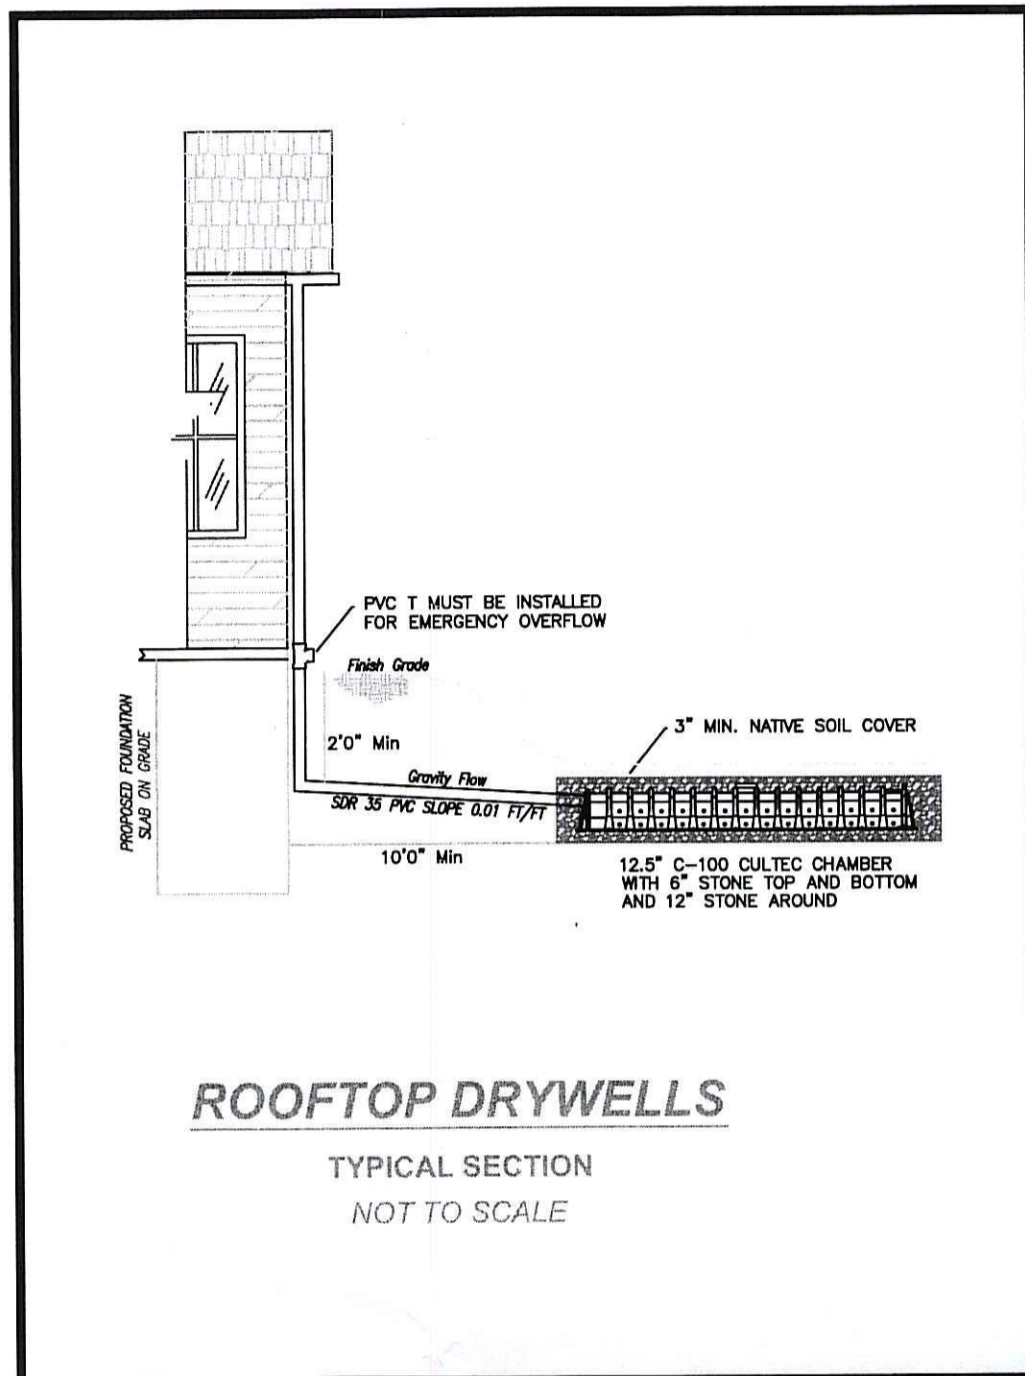 PVC T MUST BE INSTALLED
FOR EMERGENCY OVERFLOW
Finish Grade
PROPOSED FOUNDATION
SLAB ON GRADE
2'0" Min
3" MIN. NATIVE SOIL COVER
Gravity Flow
SDR 35 PVC SLOPE 0.01 FT/FT
10'0" Min
12.5" C-100 CULTEC CHAMBER
WITH 6" STONE TOP AND BOTTOM
AND 12" STONE AROUND
ROOFTOP DRYWELLS
TYPICAL SECTION
NOT TO SCALE